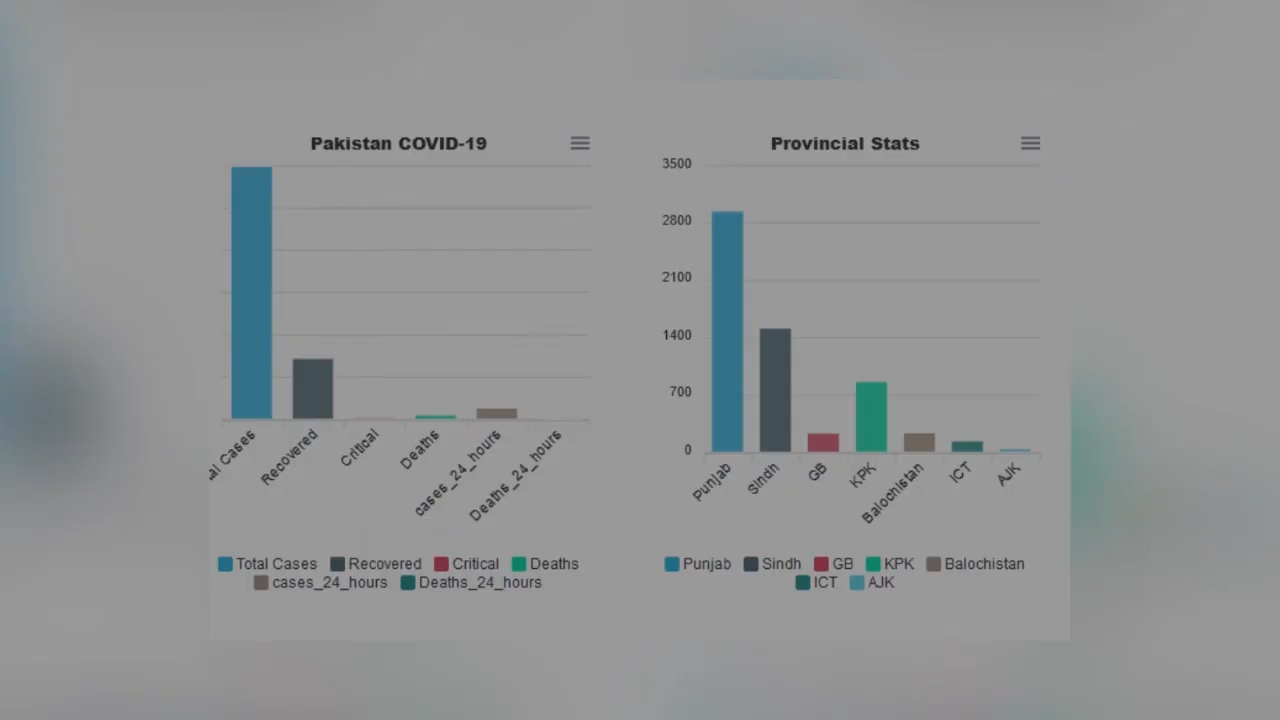 Pakistan COVID-19
al Cases
Recovered
Critical
Deaths
cases_24_hours
Deaths_24_hours
Total Cases Recovered Critical Deaths
cases_24_hours Deaths_24_hours
Provincial Stats
3500
2800
2100
1400
700
0
Punjab
Sindh
GB
KPK
Balochistan
ICT
AJK
Punjab Sindh GB KPK Balochistan
ICT AJK